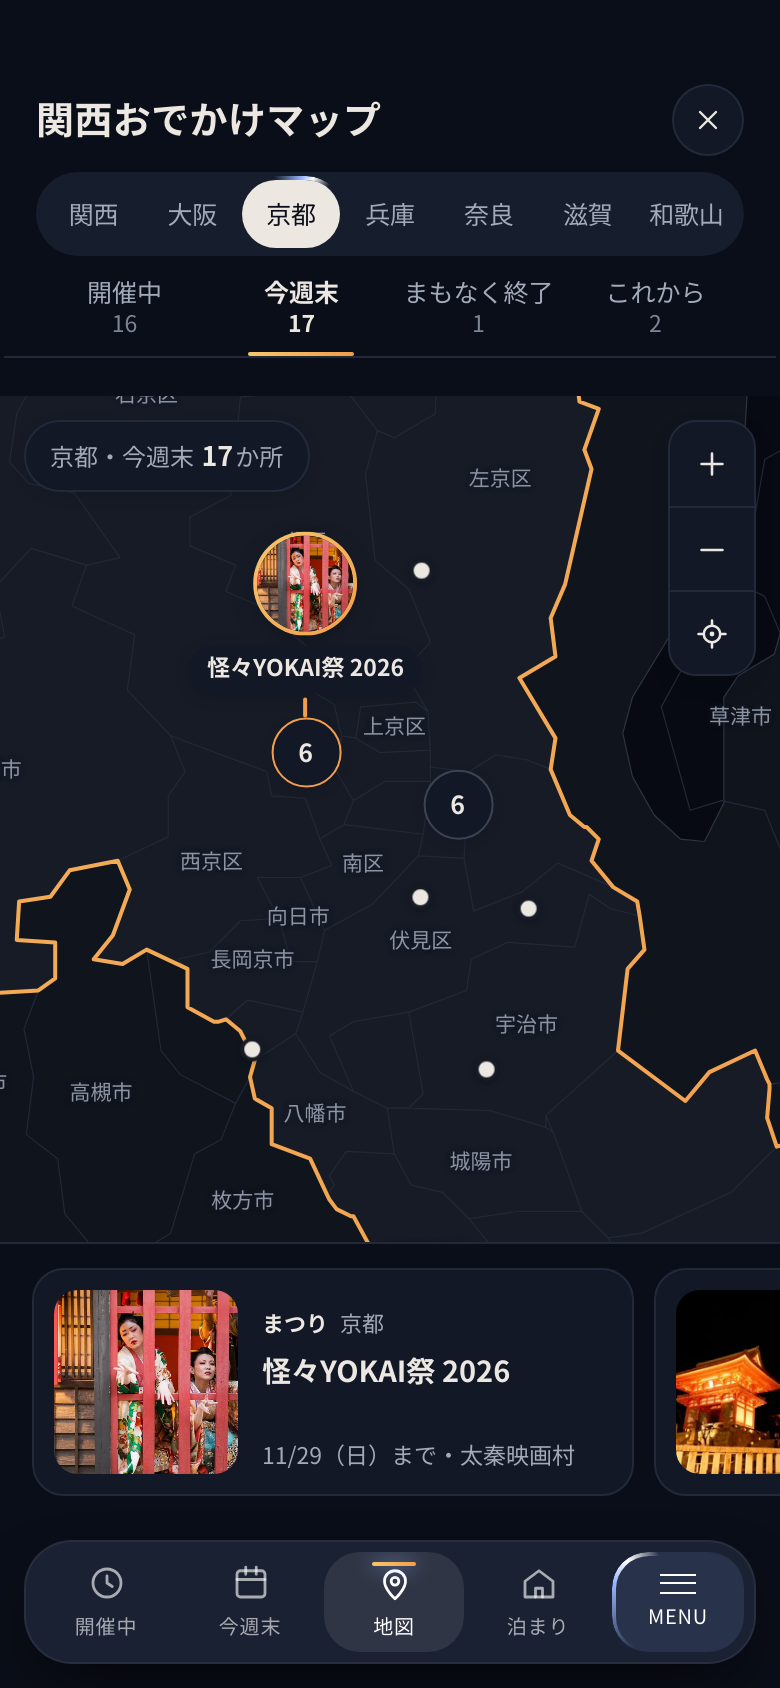 関西おでかけマップ
関西 大阪 京都 兵庫 奈良 滋賀 和歌山
開催中 今週末 まもなく終了 これから
16 17 1 2
右京区
京都・今週末 17か所
左京区
怪々YOKAI祭 2026
草津市
上京区
6
市
6
西京区
南区
向日市
伏見区
長岡京市
宇治市
高槻市
八幡市
城陽市
枚方市
まつり 京都
怪々YOKAI祭 2026
11/29（日）まで・太秦映画村
開催中 今週末 地図 泊まり MENU